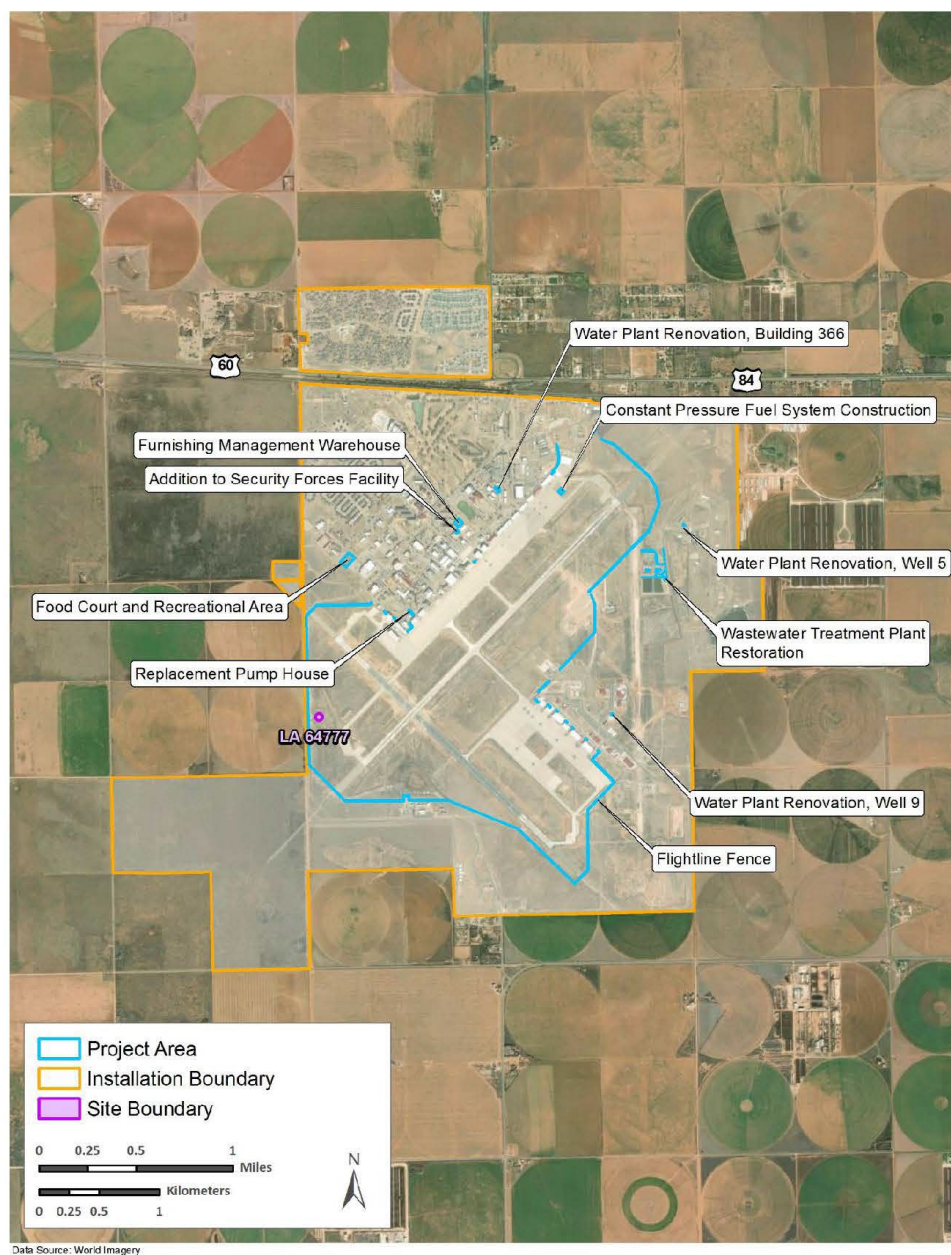 Water Plant Renovation, Building 366
60
84
Constant Pressure Fuel System Construction
Furnishing Management Warehouse
Addition to Security Forces Facility
Water Plant Renovation, Well 5
Food Court and Recreational Area
Wastewater Treatment Plant
Restoration
Replacement Pump House
LA 64777
Water Plant Renovation, Well 9
Flightline Fence
Project Area
Installation Boundary
Site Boundary
0 0.25 0.5 1
Miles
Kilometers
0 0.25 0.5 1
N
Data Source: World Imagery